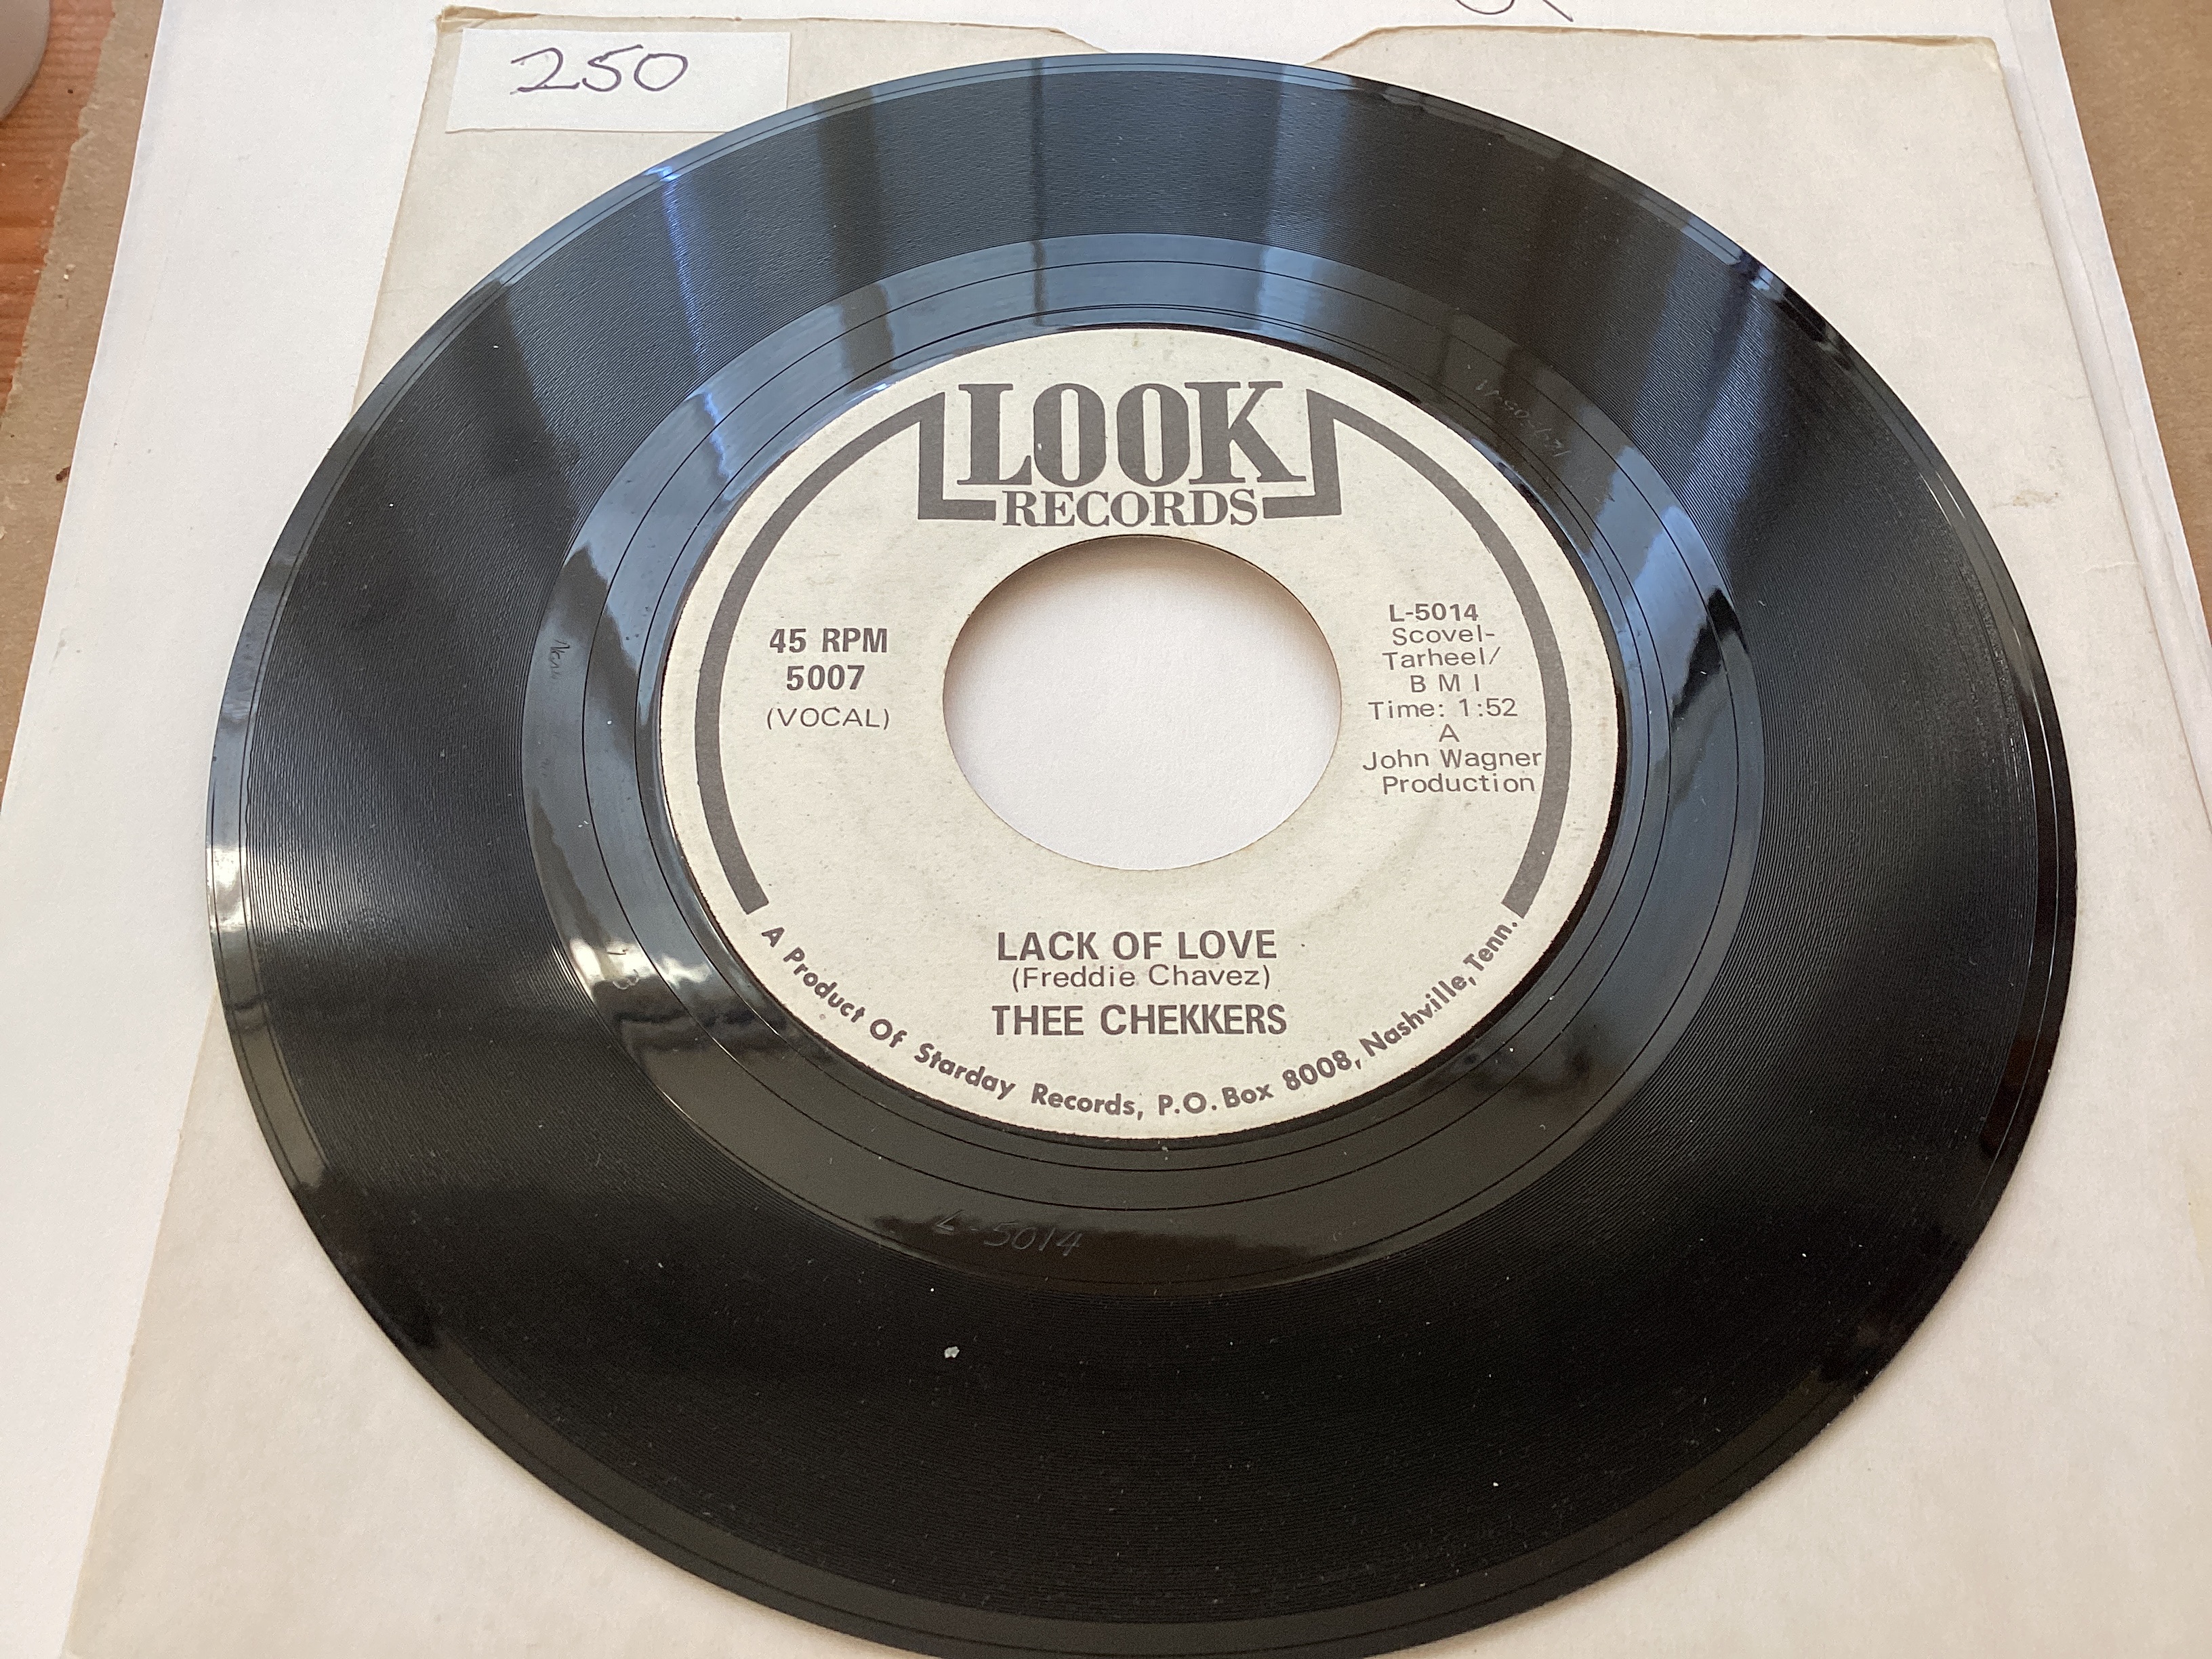 250
LOOK
RECORDS
45 RPM
5007
(VOCAL)
L-5014
Scovel-
Tarheel/
B M I
Time: 1:52
A
John Wagner
Production
LACK OF LOVE
(Freddie Chavez)
THEE CHEKKERS
A Product Of Starday Records, P.O. Box 8008, Nashville, Tenn.
L-5014